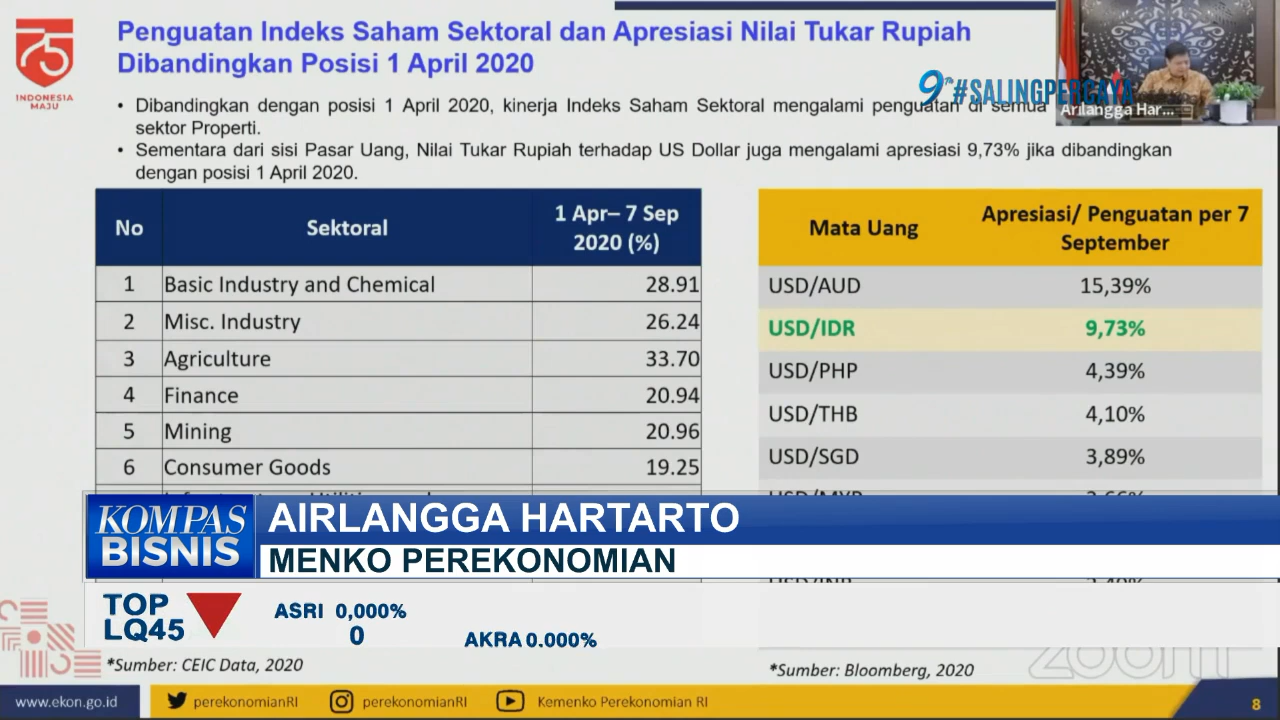 75
INDONESIA
MAJU
Penguatan Indeks Saham Sektoral dan Apresiasi Nilai Tukar Rupiah
Dibandingkan Posisi 1 April 2020
9 #SALINGPERCAYA
Arilangga Har...
• Dibandingkan dengan posisi 1 April 2020, kinerja Indeks Saham Sektoral mengalami penguatan di semua
sektor Properti.
• Sementara dari sisi Pasar Uang, Nilai Tukar Rupiah terhadap US Dollar juga mengalami apresiasi 9,73% jika dibandingkan
dengan posisi 1 April 2020.
No Sektoral 1 Apr– 7 Sep
2020 (%)
1 Basic Industry and Chemical 28.91
2 Misc. Industry 26.24
3 Agriculture 33.70
4 Finance 20.94
5 Mining 20.96
6 Consumer Goods 19.25
Mata Uang Apresiasi/ Penguatan per 7
September
USD/AUD 15,39%
USD/IDR 9,73%
USD/PHP 4,39%
USD/THB 4,10%
USD/SGD 3,89%
KOMPAS
BISNIS
AIRLANGGA HARTARTO
MENKO PEREKONOMIAN
TOP
LQ45
ASRI 0,000%
0
AKRA 0.000%
*Sumber: CEIC Data, 2020
*Sumber: Bloomberg, 2020
zoom
www.ekon.go.id perekonomianRI perekonomianRI Kemenko Perekonomian RI 8